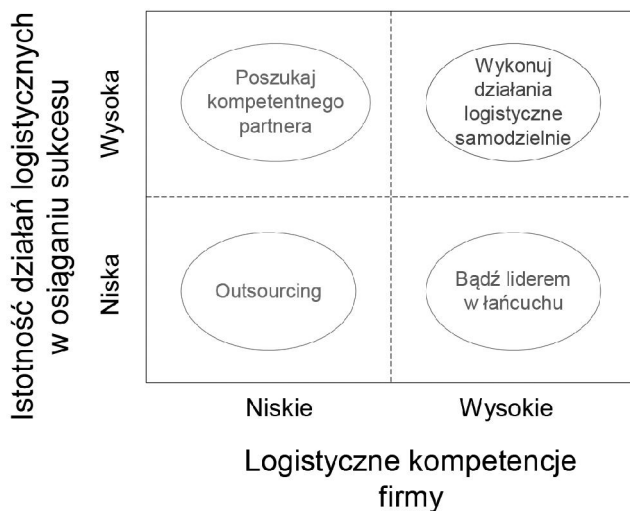 Istotność działań logistycznych
w osiąganiu sukcesu
Wysoka
Niska
Poszukaj
kompetentnego
partnera
Wykonuj
działania
logistyczne
samodzielnie
Outsourcing
Bądź liderem
w łańcuchu
Niskie
Wysokie
Logistyczne kompetencje
firmy